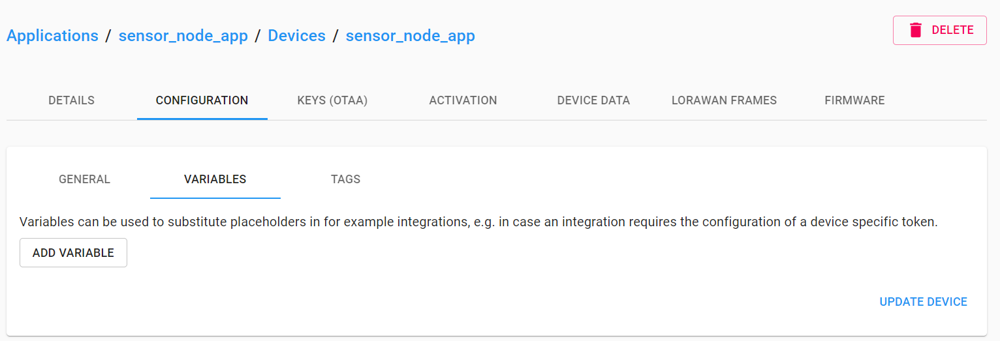 Applications / sensor_node_app / Devices / sensor_node_app
DELETE
DETAILS CONFIGURATION KEYS (OTAA) ACTIVATION DEVICE DATA LORAWAN FRAMES FIRMWARE
GENERAL VARIABLES TAGS
Variables can be used to substitute placeholders in for example integrations, e.g. in case an integration requires the configuration of a device specific token.
ADD VARIABLE
UPDATE DEVICE